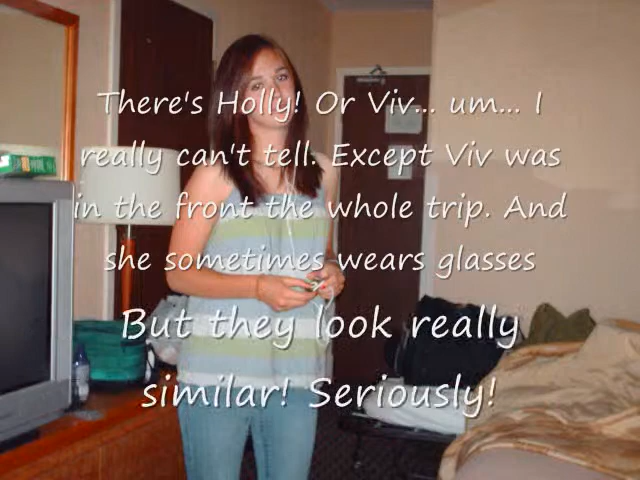 There's Holly! Or Viv... um... I
really can't tell. Except Viv was
in the front the whole trip. And
she sometimes wears glasses
But they look really
similar! Seriously!